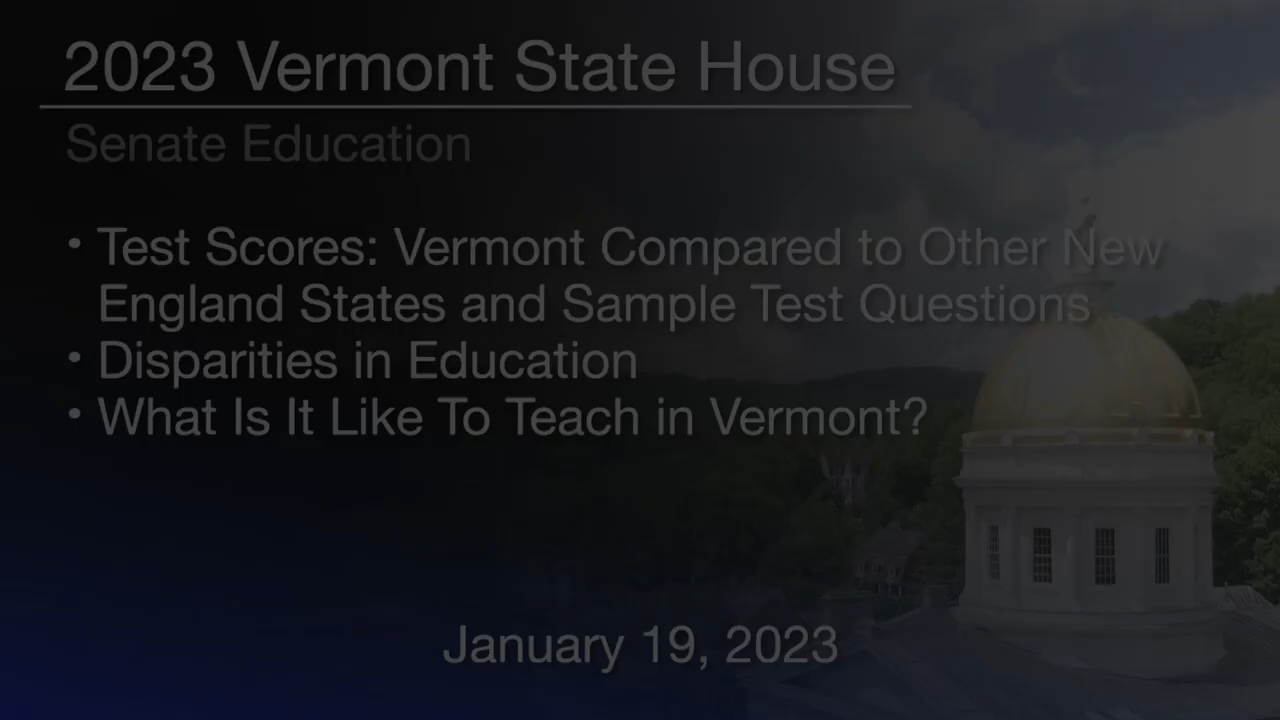 2023 Vermont State House
Senate Education
• Test Scores: Vermont Compared to Other New
England States and Sample Test Questions
• Disparities in Education
• What Is It Like To Teach in Vermont?
January 19, 2023